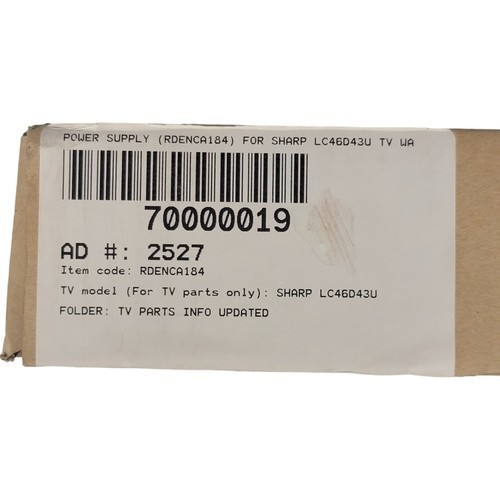 POWER SUPPLY (RDENCA184) FOR SHARP LC46D43U TV WA
70000019
AD #: 2527
Item code: RDENCA184
TV model (For TV parts only): SHARP LC46D43U
FOLDER: TV PARTS INFO UPDATED